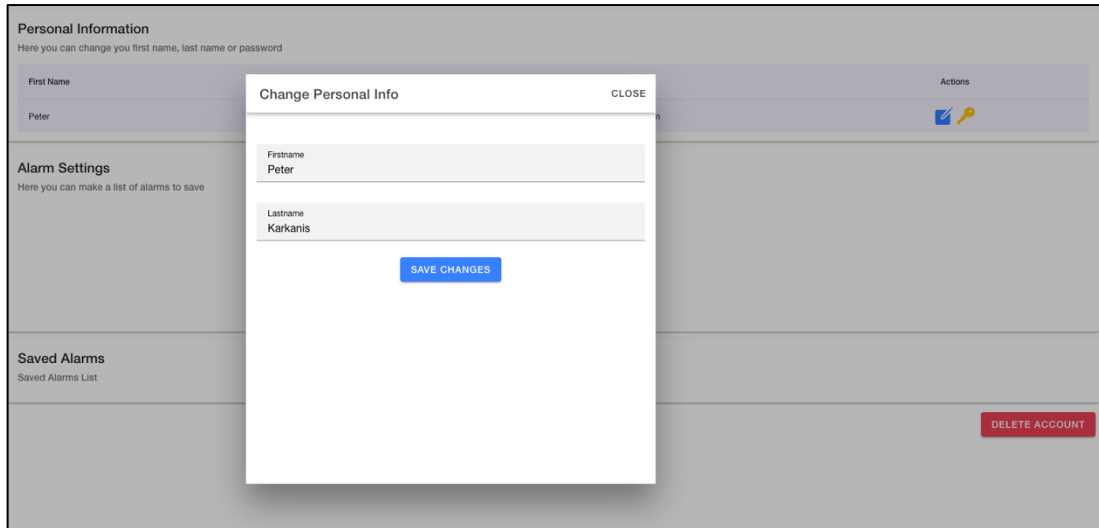 Personal Information
Here you can change you first name, last name or password
First Name
Actions
Peter
Change Personal Info
CLOSE
Firstname
Peter
Lastname
Karkanis
SAVE CHANGES
Alarm Settings
Here you can make a list of alarms to save
Saved Alarms
Saved Alarms List
DELETE ACCOUNT